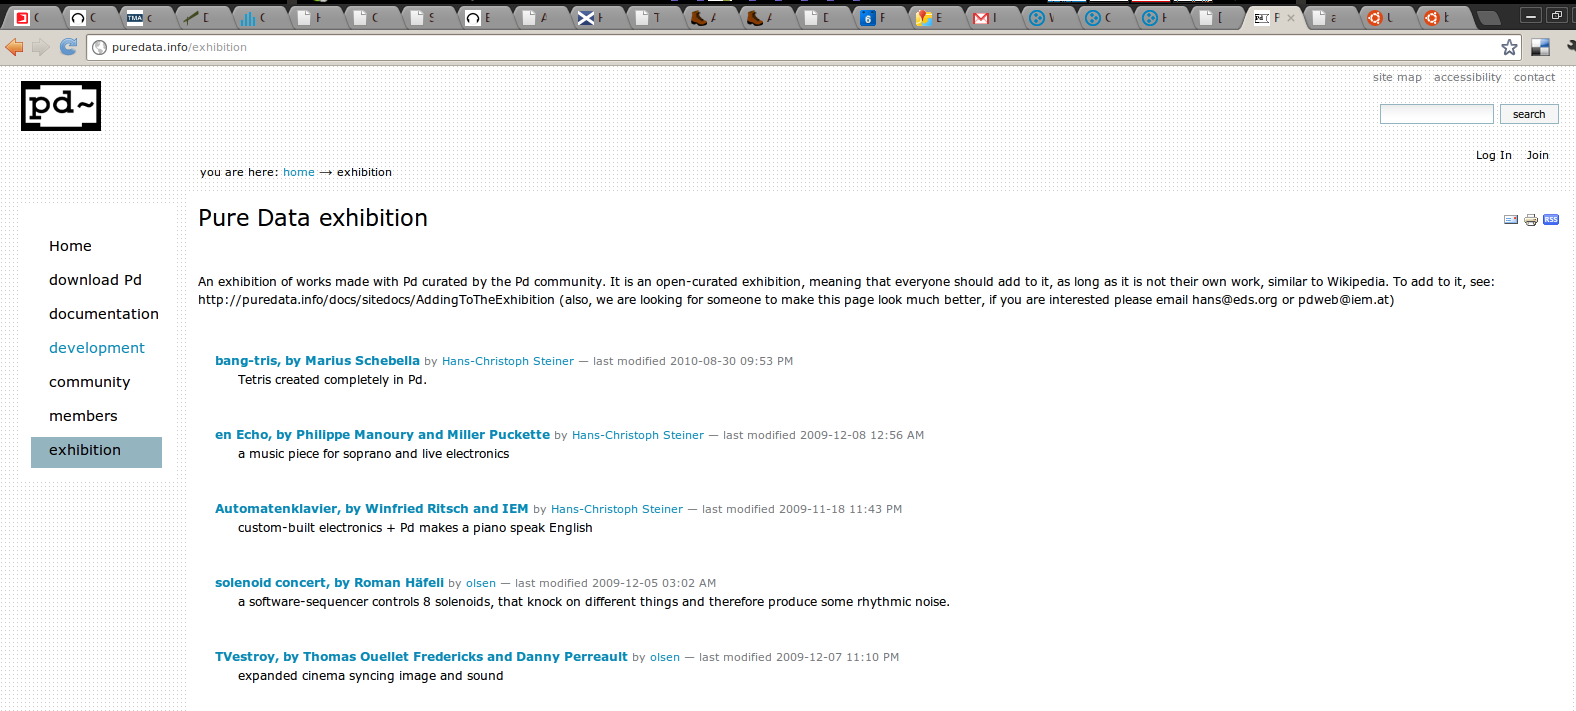 puredata.info/exhibition
site map accessibility contact
pd~
search
Log In Join
you are here: home → exhibition
Pure Data exhibition
RSS
Home
download Pd
documentation
development
community
members
exhibition
An exhibition of works made with Pd curated by the Pd community. It is an open-curated exhibition, meaning that everyone should add to it, as long as it is not their own work, similar to Wikipedia. To add to it, see:
http://puredata.info/docs/sitedocs/AddingToTheExhibition (also, we are looking for someone to make this page look much better, if you are interested please email hans@eds.org or pdweb@iem.at)
bang-tris, by Marius Schebella by Hans-Christoph Steiner — last modified 2010-08-30 09:53 PM
Tetris created completely in Pd.
en Echo, by Philippe Manoury and Miller Puckette by Hans-Christoph Steiner — last modified 2009-12-08 12:56 AM
a music piece for soprano and live electronics
Automatenklavier, by Winfried Ritsch and IEM by Hans-Christoph Steiner — last modified 2009-11-18 11:43 PM
custom-built electronics + Pd makes a piano speak English
solenoid concert, by Roman Häfeli by olsen — last modified 2009-12-05 03:02 AM
a software-sequencer controls 8 solenoids, that knock on different things and therefore produce some rhythmic noise.
TVestroy, by Thomas Ouellet Fredericks and Danny Perreault by olsen — last modified 2009-12-07 11:10 PM
expanded cinema syncing image and sound